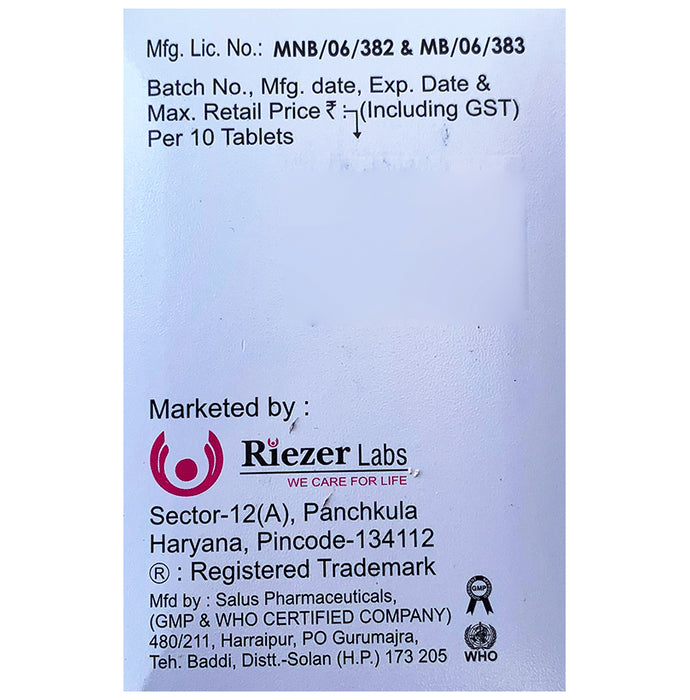 Mfg. Lic. No.: MNB/06/382 & MB/06/383
Batch No., Mfg. date, Exp. Date &
Max. Retail Price ₹ :⁠ (Including GST)
Per 10 Tablets
Marketed by :
Riezer Labs
WE CARE FOR LIFE
Sector-12(A), Panchkula
Haryana, Pincode-134112
® : Registered Trademark
Mfd by : Salus Pharmaceuticals,
(GMP & WHO CERTIFIED COMPANY)
480/211, Harraipur, PO Gurumajra,
Teh. Baddi, Distt.-Solan (H.P.) 173 205
GMP
WHO